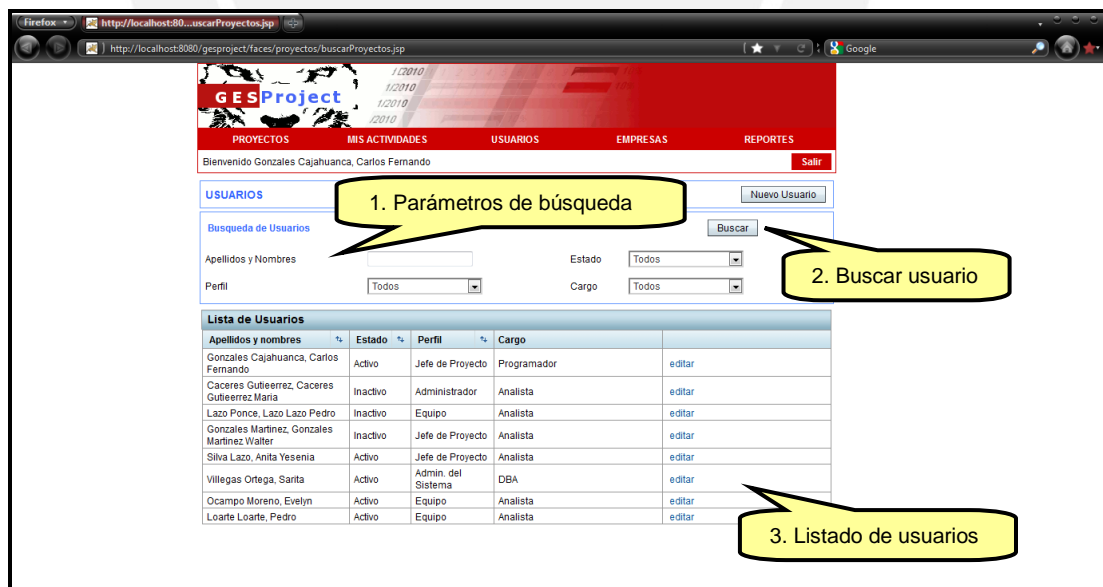 Firefox
http://localhost:80...uscarProyectos.jsp
http://localhost:8080/gesproject/faces/proyectos/buscarProyectos.jsp
Google
GESProject
1/2010
1/2010
1/2010
/2010
PROYECTOS MIS ACTIVIDADES USUARIOS EMPRESAS REPORTES
Bienvenido Gonzales Cajahuanca, Carlos Fernando Salir
USUARIOS Nuevo Usuario
1. Parámetros de búsqueda
Busqueda de Usuarios Buscar
Apellidos y Nombres Estado Todos
2. Buscar usuario
Perfil Todos Cargo Todos
Lista de Usuarios
Apellidos y nombres Estado Perfil Cargo
Gonzales Cajahuanca, Carlos Fernando Activo Jefe de Proyecto Programador editar
Caceres Gutieerrez, Caceres Gutieerrez Maria Inactivo Administrador Analista editar
Lazo Ponce, Lazo Lazo Pedro Inactivo Equipo Analista editar
Gonzales Martinez, Gonzales Martinez Walter Inactivo Jefe de Proyecto Analista editar
Silva Lazo, Anita Yesenia Activo Jefe de Proyecto Analista editar
Villegas Ortega, Sarita Activo Admin. del Sistema DBA editar
Ocampo Moreno, Evelyn Activo Equipo Analista editar
Loarte Loarte, Pedro Activo Equipo Analista editar
3. Listado de usuarios